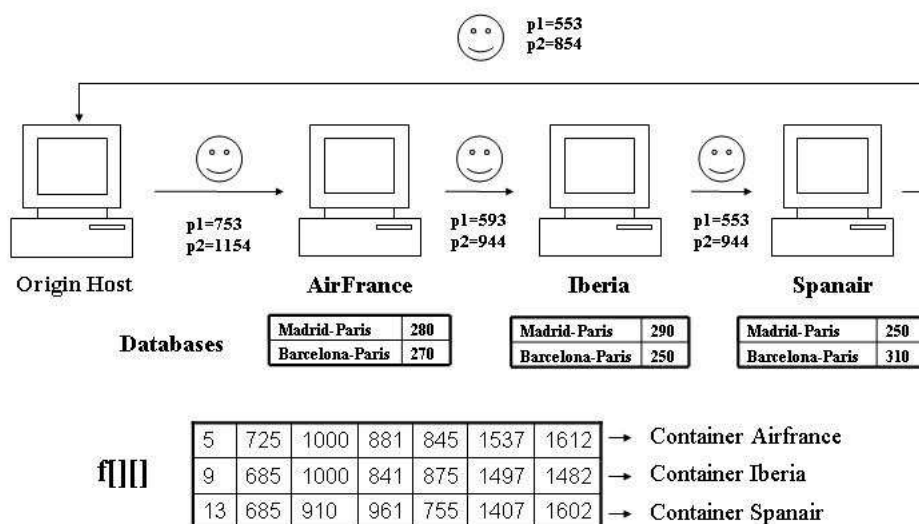 p1=553
p2=854
p1=753
p2=1154
p1=593
p2=944
p1=553
p2=944
Origin Host
AirFrance
Iberia
Spanair
Databases
Madrid-Paris 280
Barcelona-Paris 270
Madrid-Paris 290
Barcelona-Paris 250
Madrid-Paris 250
Barcelona-Paris 310
f[][]
5 725 1000 881 845 1537 1612 Container Airfrance
9 685 1000 841 875 1497 1482 Container Iberia
13 685 910 961 755 1407 1602 Container Spanair